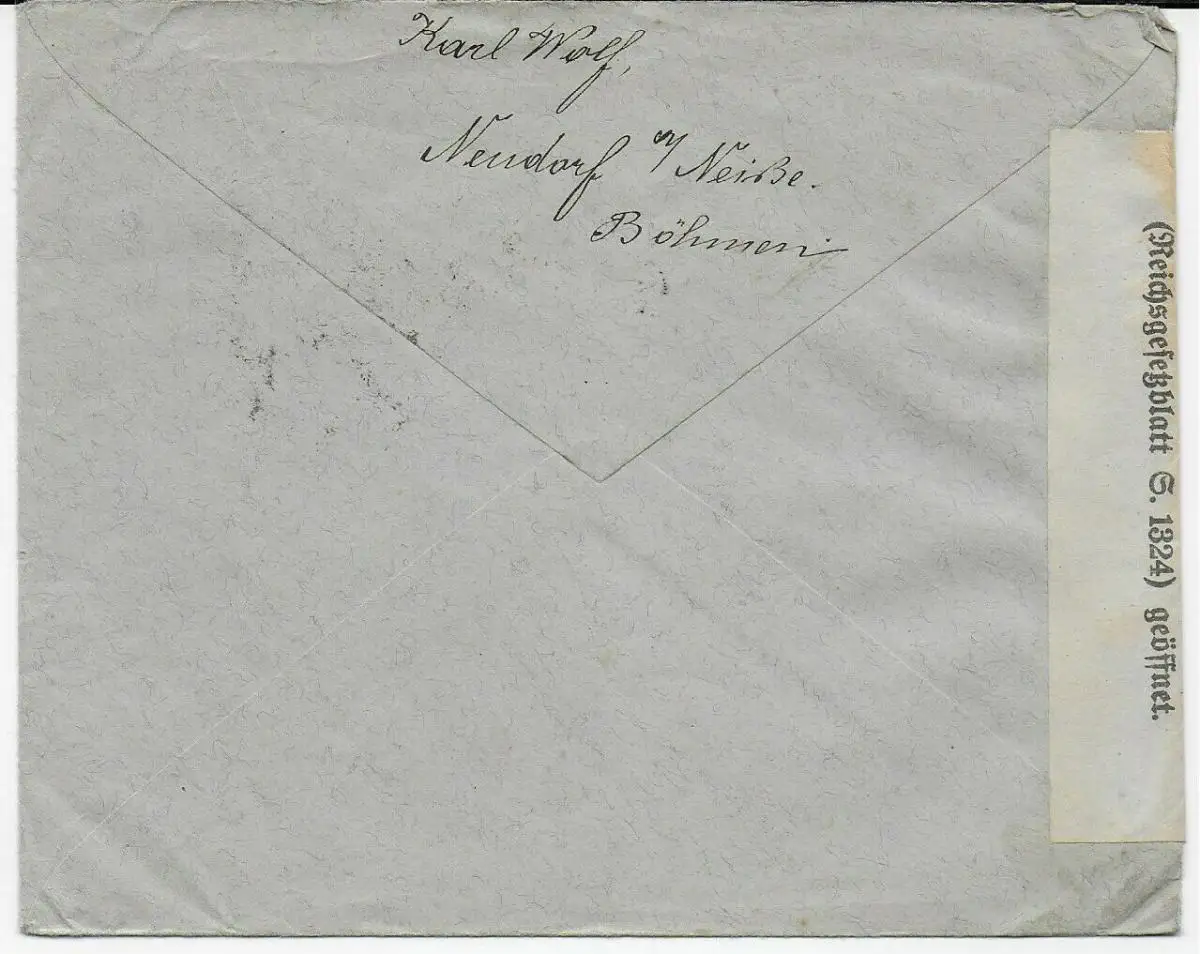 Karl Wolf,
Neudorf a/ Neiße.
Böhmen
(Reichsgesetzblatt S. 1324) geöffnet.